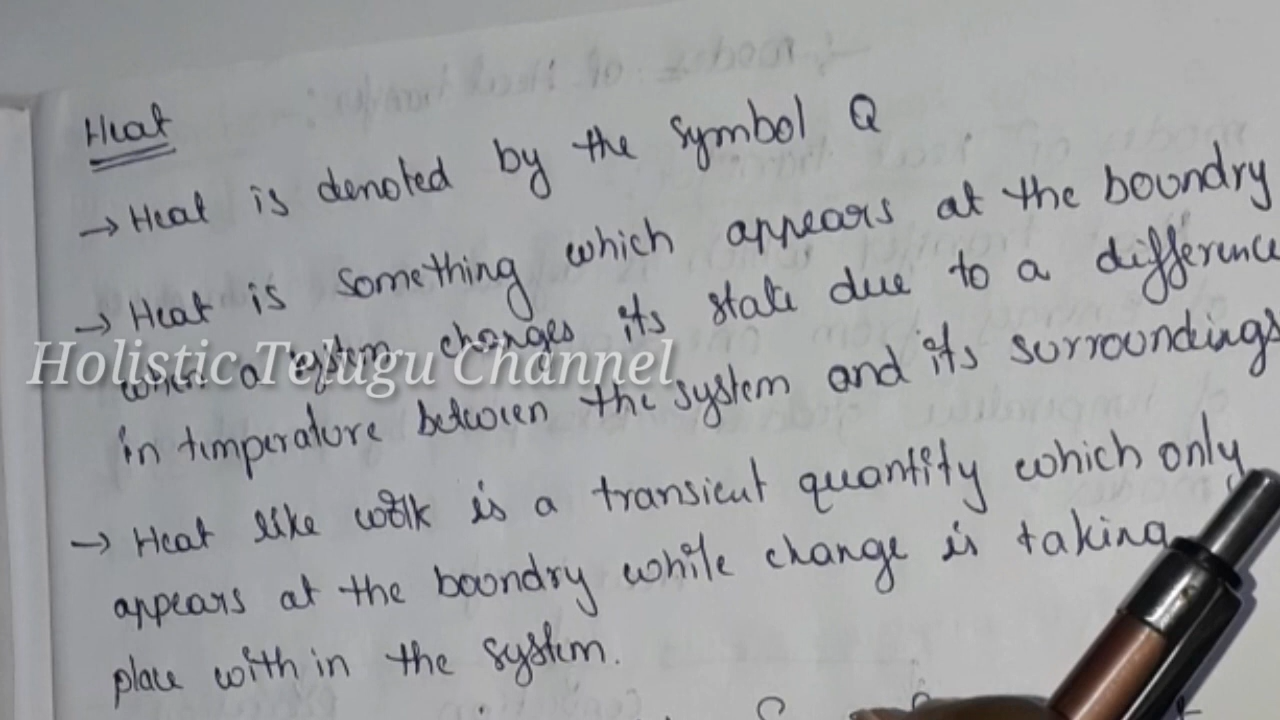 Heat
→ Heat is denoted by the symbol Q
→ Heat is something which appears at the boundry
when a system changes its state due to a difference
in temperature between the system and its surroundings
Holistic Telugu Channel
→ Heat like work is a transient quantity which only
appears at the boundry while change is taking
place with in the system.